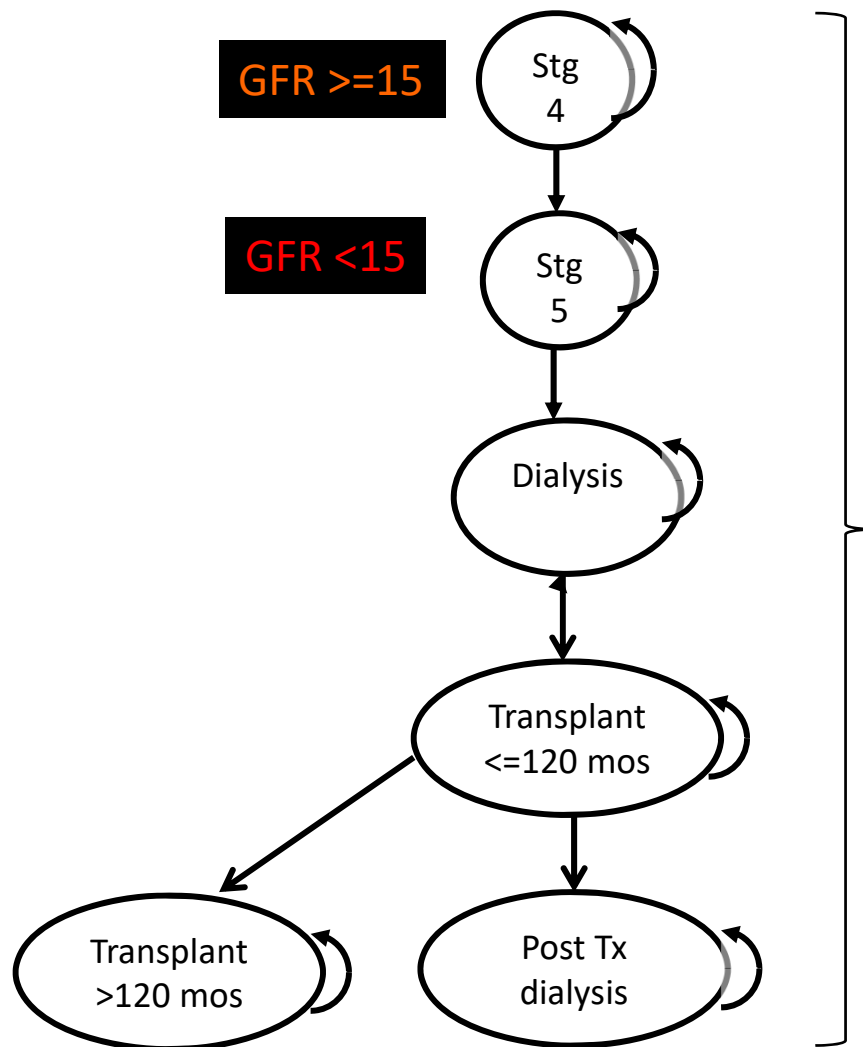 GFR >=15
Stg
4
GFR <15
Stg
5
Dialysis
Transplant
<=120 mos
Transplant
>120 mos
Post Tx
dialysis